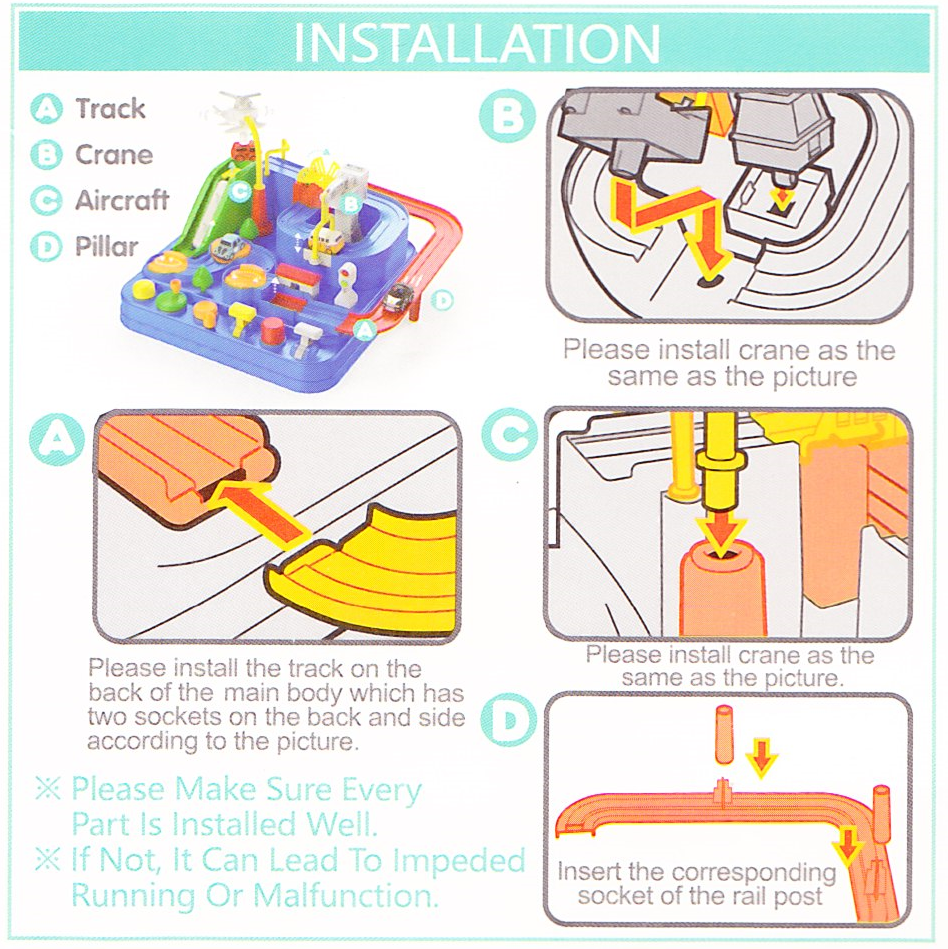 INSTALLATION
A Track
B Crane
C Aircraft
D Pillar
C
A
B
D
A
B
Please install crane as the
same as the picture
A
Please install the track on the
back of the main body which has
two sockets on the back and side
according to the picture.
C
Please install crane as the
same as the picture.
D
Insert the corresponding
socket of the rail post
※ Please Make Sure Every
Part Is Installed Well.
※ If Not, It Can Lead To Impeded
Running Or Malfunction.